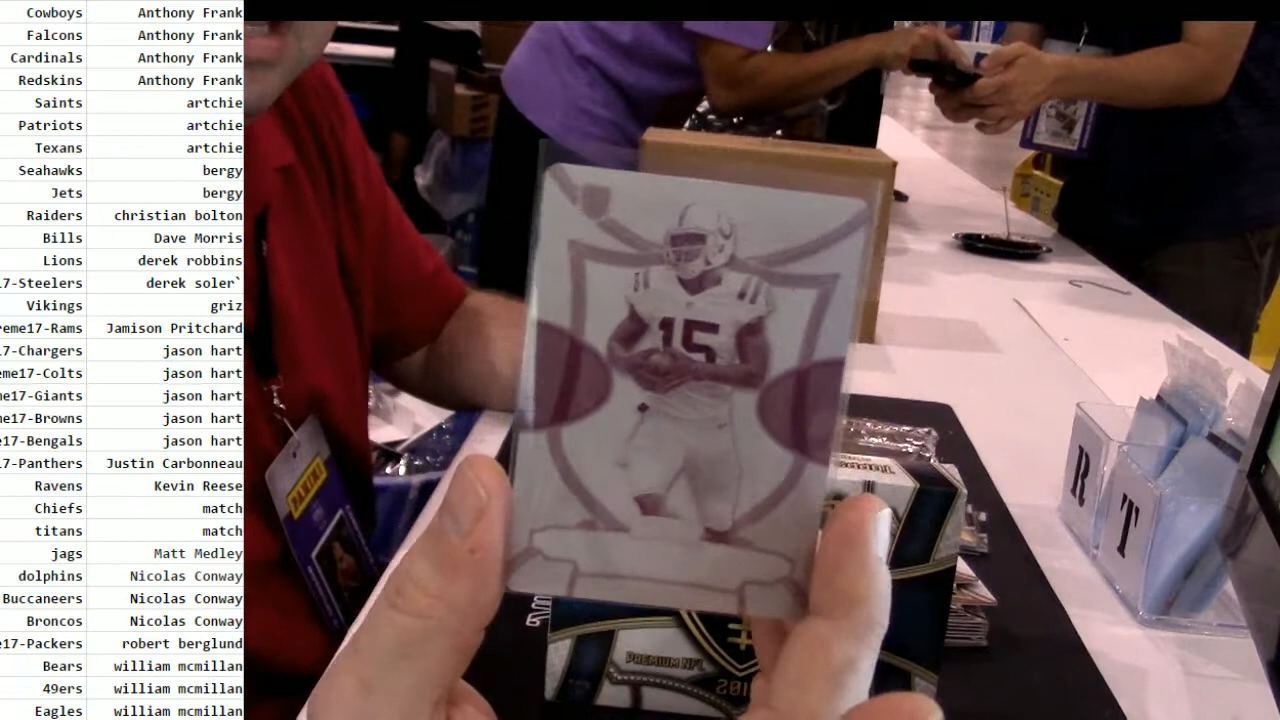 Cowboys Anthony Frank
Falcons Anthony Frank
Cardinals Anthony Frank
Redskins Anthony Frank
Saints artchie
Patriots artchie
Texans artchie
Seahawks bergy
Jets bergy
Raiders christian bolton
Bills Dave Morris
Lions derek robbins
17-Steelers derek soler`
Vikings griz
reme17-Rams Jamison Pritchard
17-Chargers jason hart
eme17-Colts jason hart
ne17-Giants jason hart
ne17-Browns jason hart
e17-Bengals jason hart
17-Panthers Justin Carbonneau
Ravens Kevin Reese
Chiefs match
titans match
jags Matt Medley
dolphins Nicolas Conway
Buccaneers Nicolas Conway
Broncos Nicolas Conway
e17-Packers robert berglund
Bears william mcmillan
49ers william mcmillan
Eagles william mcmillan
15
PANINI
R
T
PREMIUM NFL